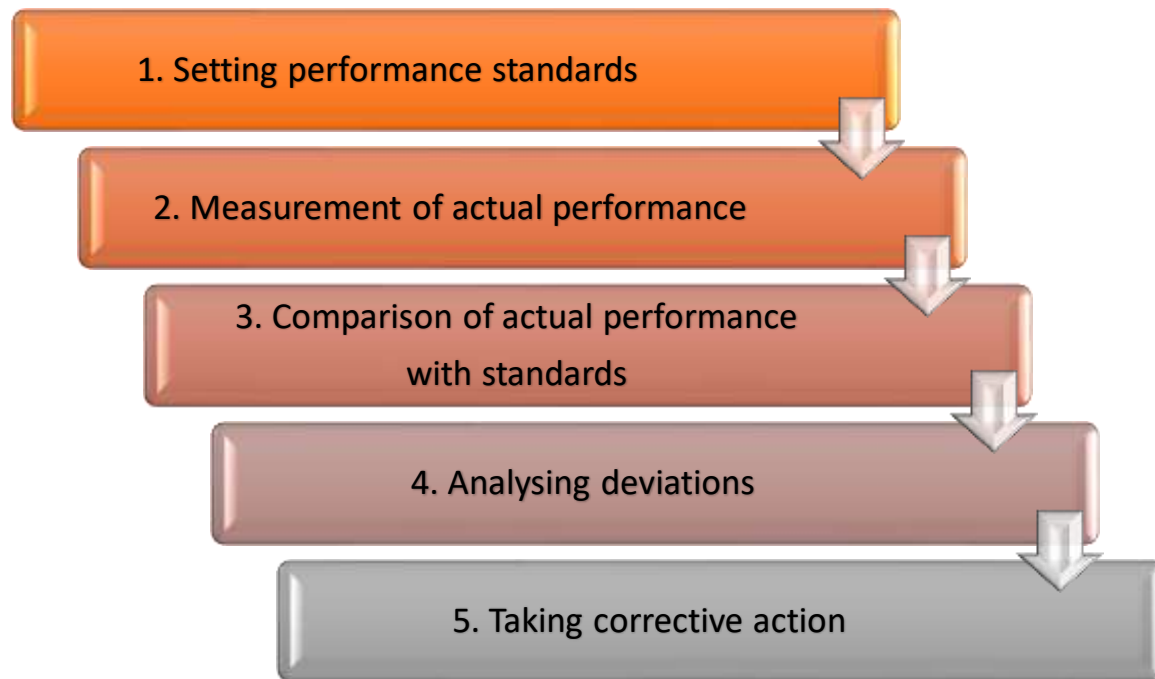 1. Setting performance standards
2. Measurement of actual performance
3. Comparison of actual performance
with standards
4. Analysing deviations
5. Taking corrective action